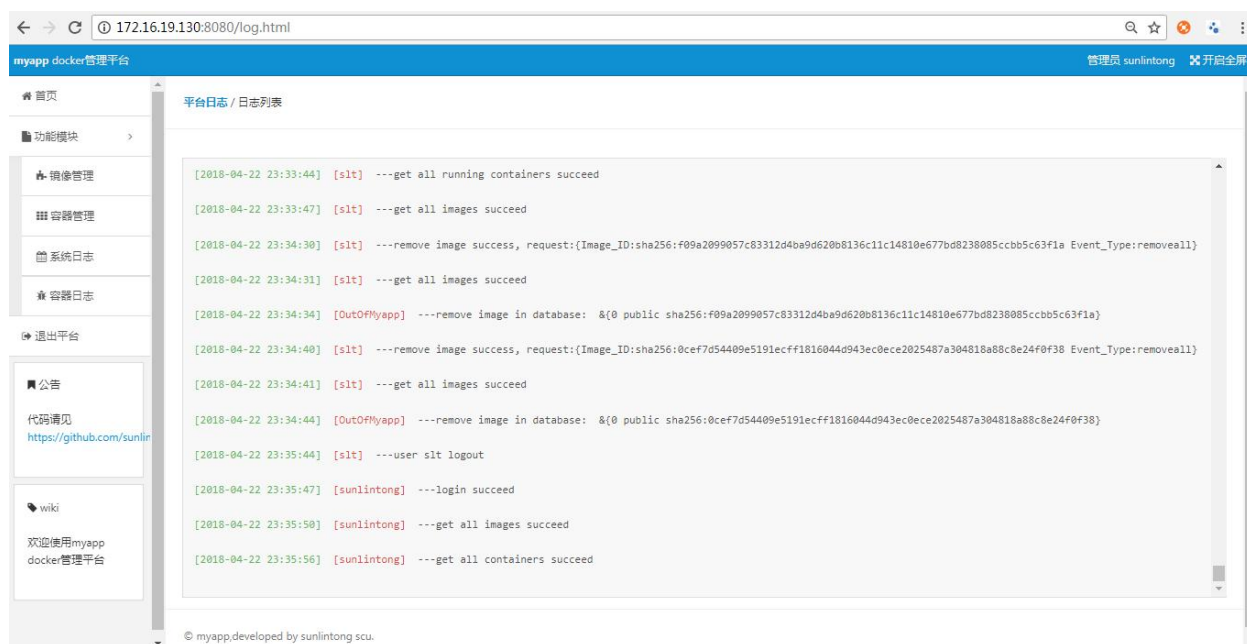 172.16.19.130:8080/log.html
myapp docker管理平台
管理员 sunlintong 开启全屏
首页
功能模块
镜像管理
容器管理
系统日志
容器日志
退出平台
公告
代码请见
https://github.com/sunlin
wiki
欢迎使用myapp
docker管理平台
平台日志 / 日志列表
[2018-04-22 23:33:44] [slt] ---get all running containers succeed
[2018-04-22 23:33:47] [slt] ---get all images succeed
[2018-04-22 23:34:30] [slt] ---remove image success, request:{Image_ID:sha256:f09a2099057c83312d4ba9d620b8136c11c14810e677bd8238085ccbb5c63f1a Event_Type:removeall}
[2018-04-22 23:34:31] [slt] ---get all images succeed
[2018-04-22 23:34:34] [OutOfMyapp] ---remove image in database: &{0 public sha256:f09a2099057c83312d4ba9d620b8136c11c14810e677bd8238085ccbb5c63f1a}
[2018-04-22 23:34:40] [slt] ---remove image success, request:{Image_ID:sha256:0cef7d54409e5191ecff1816044d943ec0ece2025487a304818a88c8e24f0f38 Event_Type:removeall}
[2018-04-22 23:34:41] [slt] ---get all images succeed
[2018-04-22 23:34:44] [OutOfMyapp] ---remove image in database: &{0 public sha256:0cef7d54409e5191ecff1816044d943ec0ece2025487a304818a88c8e24f0f38}
[2018-04-22 23:35:44] [slt] ---user slt logout
[2018-04-22 23:35:47] [sunlintong] ---login succeed
[2018-04-22 23:35:50] [sunlintong] ---get all images succeed
[2018-04-22 23:35:56] [sunlintong] ---get all containers succeed
© myapp,developed by sunlintong scu.